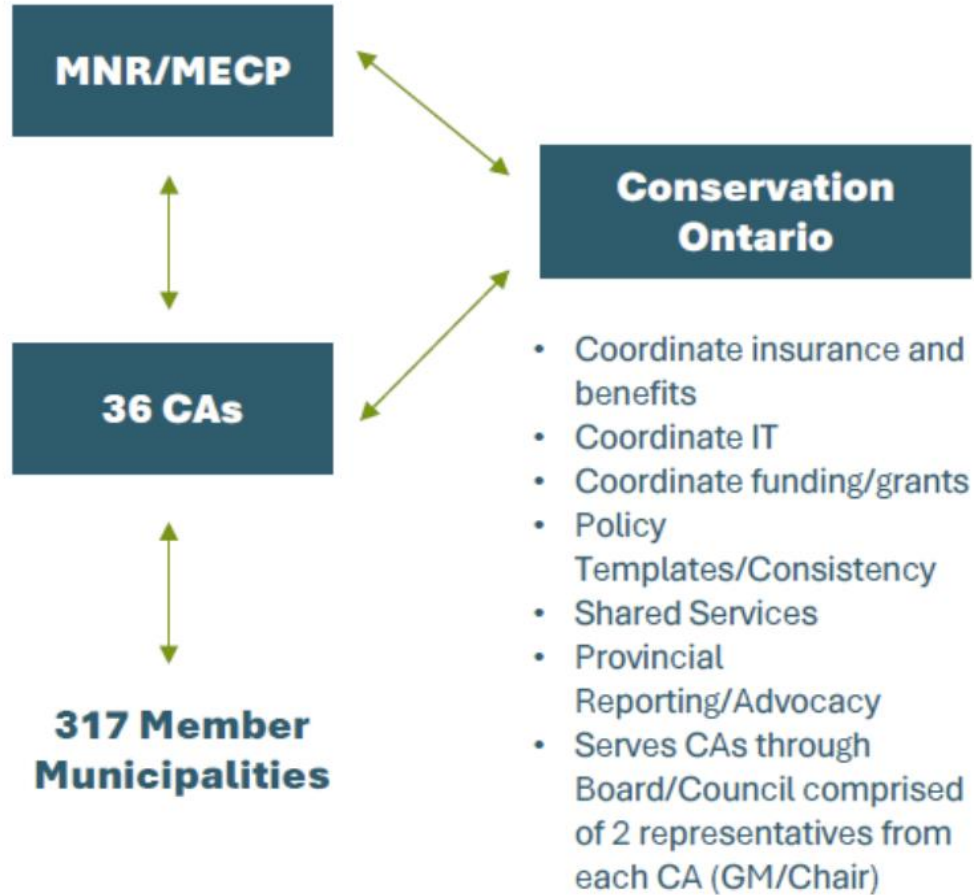 MNR/MECP
Conservation
Ontario
36 CAs
317 Member
Municipalities
• Coordinate insurance and
benefits
• Coordinate IT
• Coordinate funding/grants
• Policy
Templates/Consistency
• Shared Services
• Provincial
Reporting/Advocacy
• Serves CAs through
Board/Council comprised
of 2 representatives from
each CA (GM/Chair)